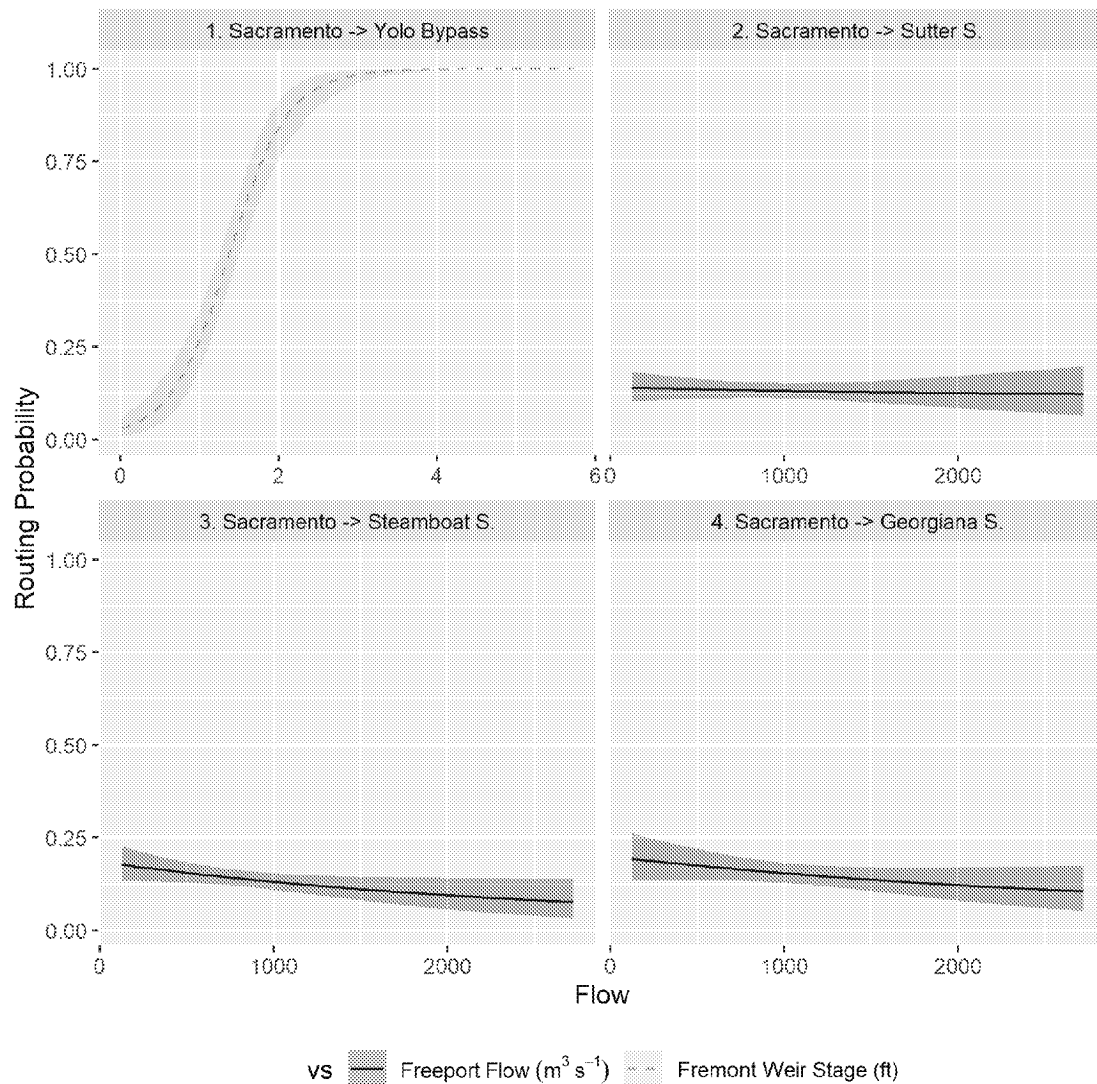 1. Sacramento -> Yolo Bypass
2. Sacramento -> Sutter S.
1.00
0.75
0.50
0.25
0.00
0 2 4 6
0 1000 2000
3. Sacramento -> Steamboat S.
4. Sacramento -> Georgiana S.
1.00
0.75
0.50
0.25
0.00
0 1000 2000
0 1000 2000
Routing Probability
Flow
vs Freeport Flow (m³ s⁻¹) Fremont Weir Stage (ft)